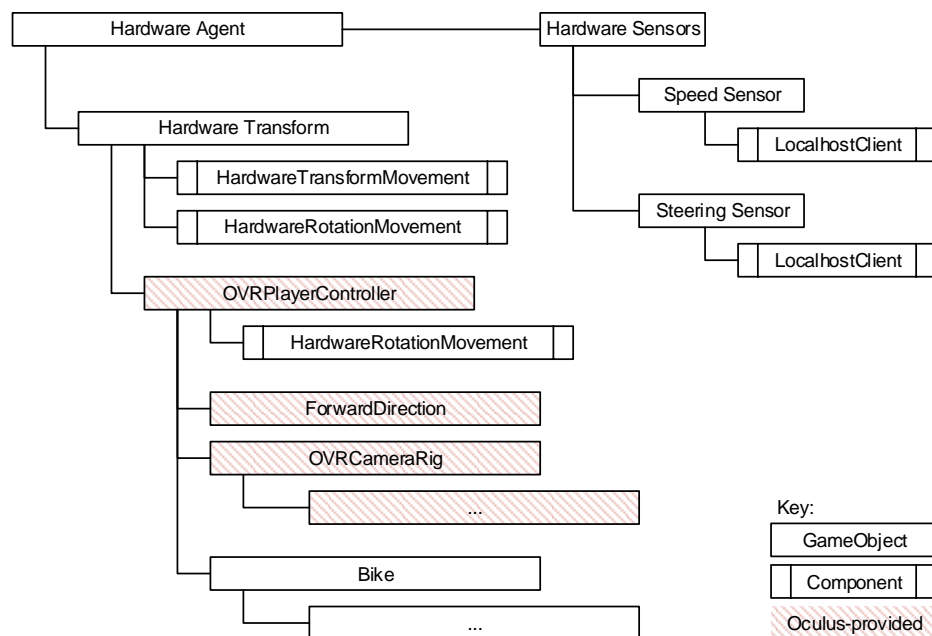 Hardware Agent
Hardware Sensors
Speed Sensor
Hardware Transform
LocalhostClient
HardwareTransformMovement
Steering Sensor
HardwareRotationMovement
LocalhostClient
OVRPlayerController
HardwareRotationMovement
ForwardDirection
OVRCameraRig
...
Bike
...
Key:
GameObject
Component
Oculus-provided